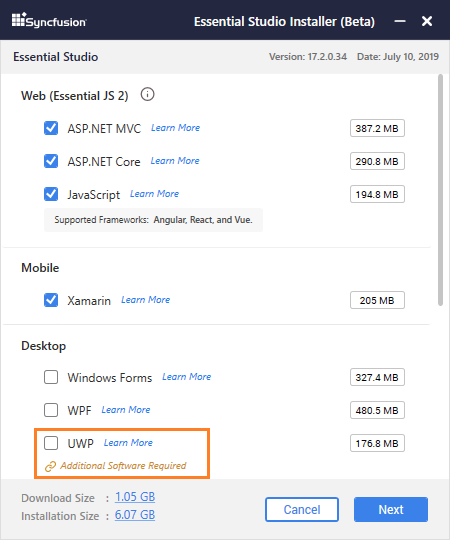 Syncfusion Essential Studio Installer (Beta)
Essential Studio Version: 17.2.0.34 Date: July 10, 2019
Web (Essential JS 2)
ASP.NET MVC Learn More 387.2 MB
ASP.NET Core Learn More 290.8 MB
JavaScript Learn More 194.8 MB
Supported Frameworks: Angular, React, and Vue.
Mobile
Xamarin Learn More 205 MB
Desktop
Windows Forms Learn More 327.4 MB
WPF Learn More 480.5 MB
UWP Learn More 176.8 MB
Additional Software Required
Download Size : 1.05 GB
Installation Size : 6.07 GB
Cancel Next